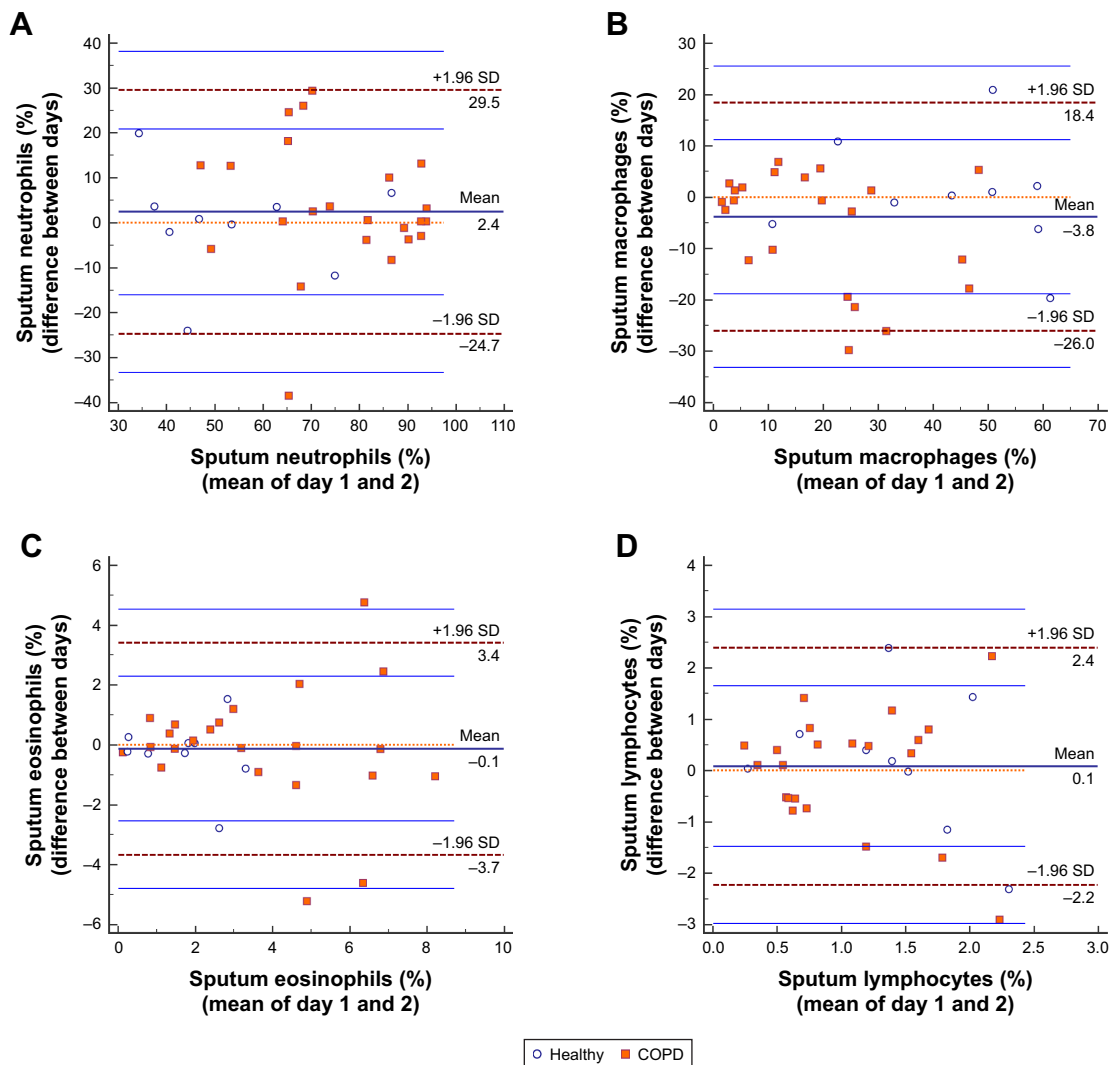 A
Sputum neutrophils (%)
(difference between days)
40
30
20
10
0
–10
–20
–30
–40
+1.96 SD
29.5
Mean
2.4
–1.96 SD
–24.7
30 40 50 60 70 80 90 100 110
Sputum neutrophils (%)
(mean of day 1 and 2)
B
Sputum macrophages (%)
(difference between days)
30
20
10
0
–10
–20
–30
–40
+1.96 SD
18.4
Mean
–3.8
–1.96 SD
–26.0
0 10 20 30 40 50 60 70
Sputum macrophages (%)
(mean of day 1 and 2)
C
Sputum eosinophils (%)
(difference between days)
6
4
2
0
–2
–4
–6
+1.96 SD
3.4
Mean
–0.1
–1.96 SD
–3.7
0 2 4 6 8 10
Sputum eosinophils (%)
(mean of day 1 and 2)
D
Sputum lymphocytes (%)
(difference between days)
4
3
2
1
0
–1
–2
–3
+1.96 SD
2.4
Mean
0.1
–1.96 SD
–2.2
0.0 0.5 1.0 1.5 2.0 2.5 3.0
Sputum lymphocytes (%)
(mean of day 1 and 2)
Healthy COPD